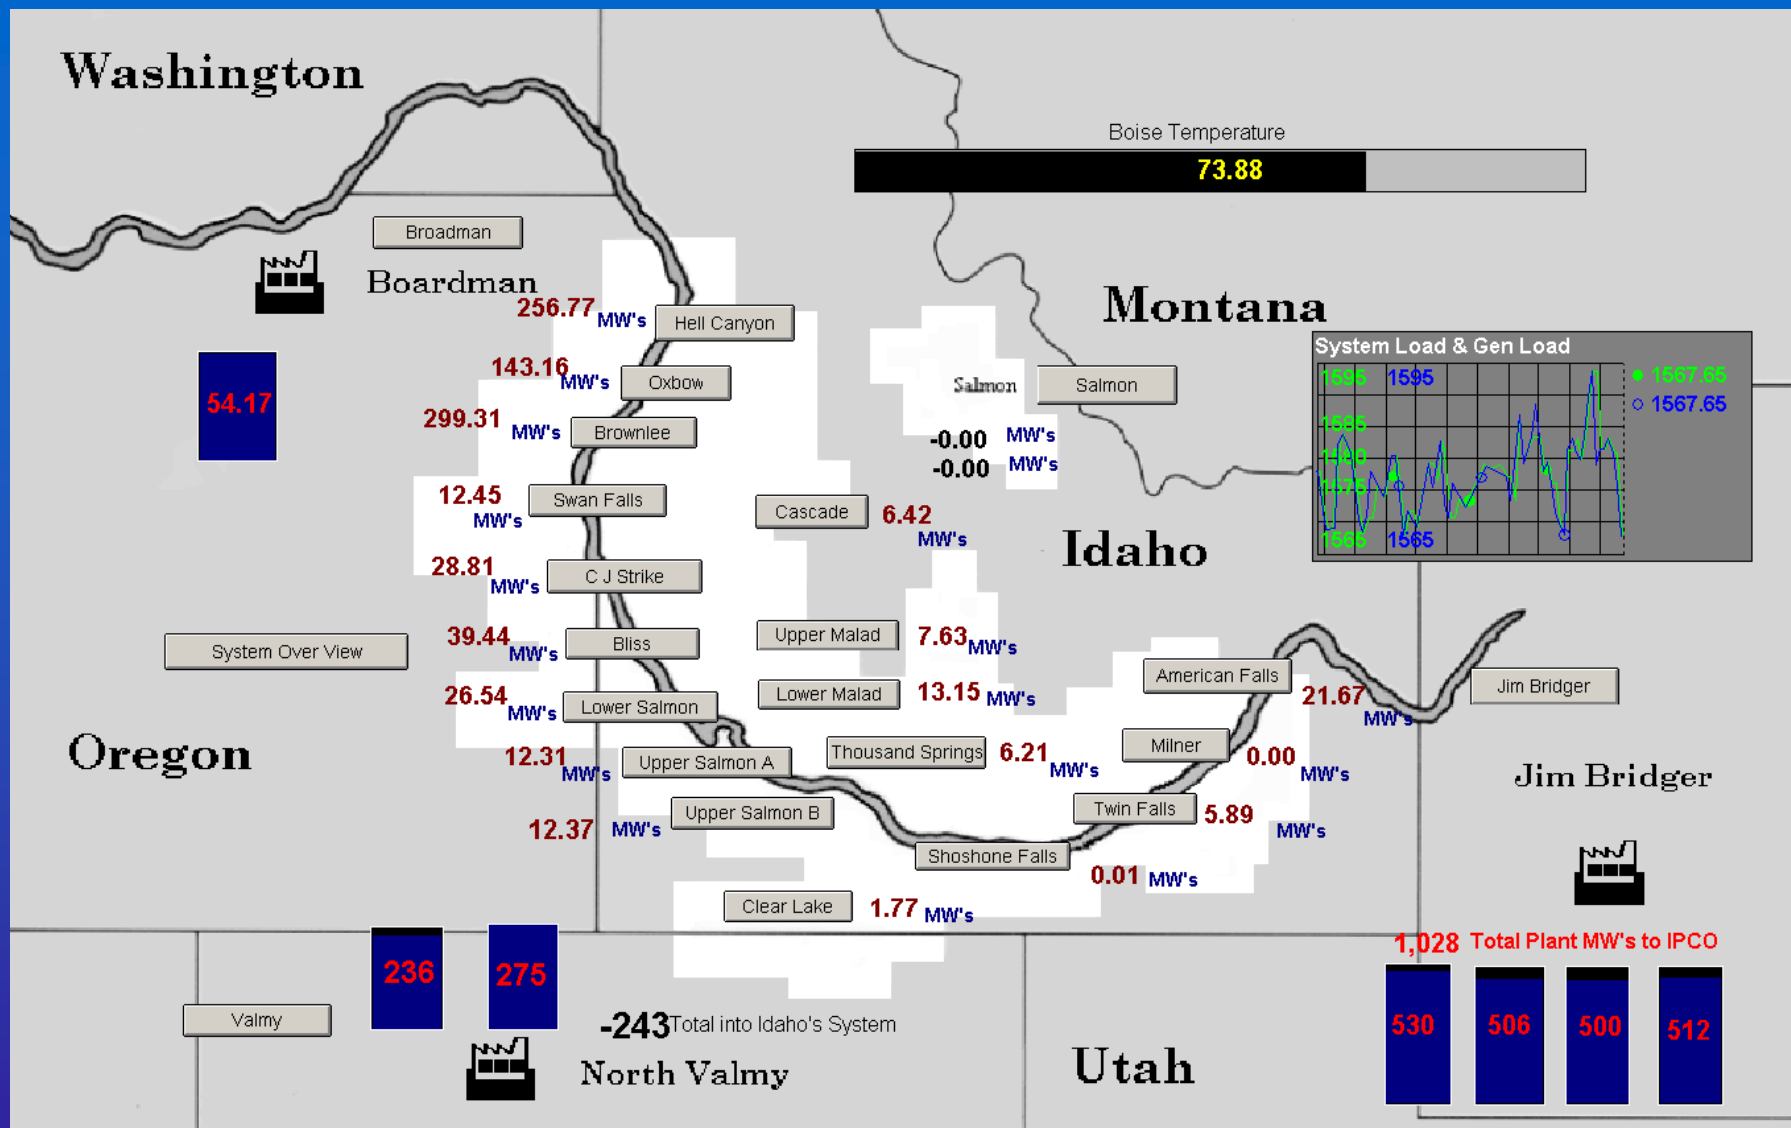 Washington
Boise Temperature
73.88
Broadman
Boardman
54.17
256.77 MW's Hell Canyon
143.16 MW's Oxbow
299.31 MW's Brownlee
12.45 MW's Swan Falls
28.81 MW's C J Strike
39.44 MW's Bliss
26.54 MW's Lower Salmon
12.31 MW's Upper Salmon A
12.37 MW's Upper Salmon B
Montana
Salmon Salmon
-0.00 MW's
-0.00 MW's
System Load & Gen Load
1595 1595
1585
1580
1575
1565 1565
1567.65
1567.65
Cascade 6.42 MW's
Idaho
System Over View
Upper Malad 7.63 MW's
Lower Malad 13.15 MW's
Thousand Springs 6.21 MW's
American Falls 21.67 MW's
Milner 0.00 MW's
Twin Falls 5.89 MW's
Shoshone Falls 0.01 MW's
Clear Lake 1.77 MW's
Jim Bridger
Oregon
Jim Bridger
1,028 Total Plant MW's to IPCO
530 506 500 512
236 275
Valmy
-243 Total into Idaho's System
North Valmy
Utah